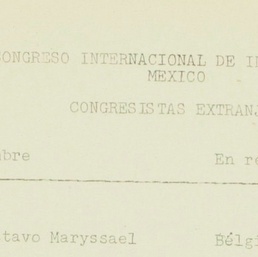 CONGRESO INTERNACIONAL DE I
MEXICO
CONGRESISTAS EXTRAN
bre
En re
tavo Maryssael
Bélgi